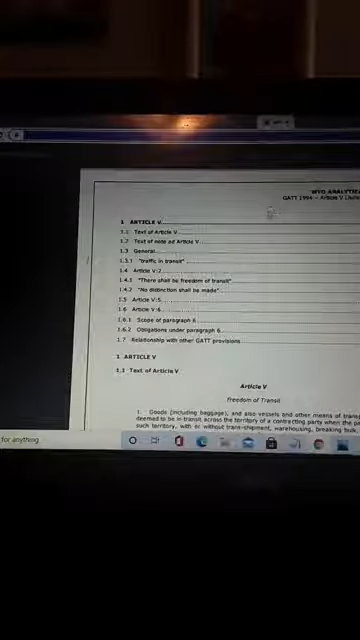 WTO ANALYTICA
GATT 1994 – Article V (Juris
1 ARTICLE V
1.1 Text of Article V
1.2 Text of note ad Article V
1.3 General
1.3.1 "traffic in transit"
1.4 Article V:2
1.4.1 "There shall be freedom of transit"
1.4.2 "No distinction shall be made"
1.5 Article V:5
1.6 Article V:6
1.6.1 Scope of paragraph 6
1.6.2 Obligations under paragraph 6
1.7 Relationship with other GATT provisions
1 ARTICLE V
1.1 Text of Article V
Article V
Freedom of Transit
1. Goods (including baggage), and also vessels and other means of transp
deemed to be in transit across the territory of a contracting party when the pa
such territory, with or without trans-shipment, warehousing, breaking bulk,
for anything